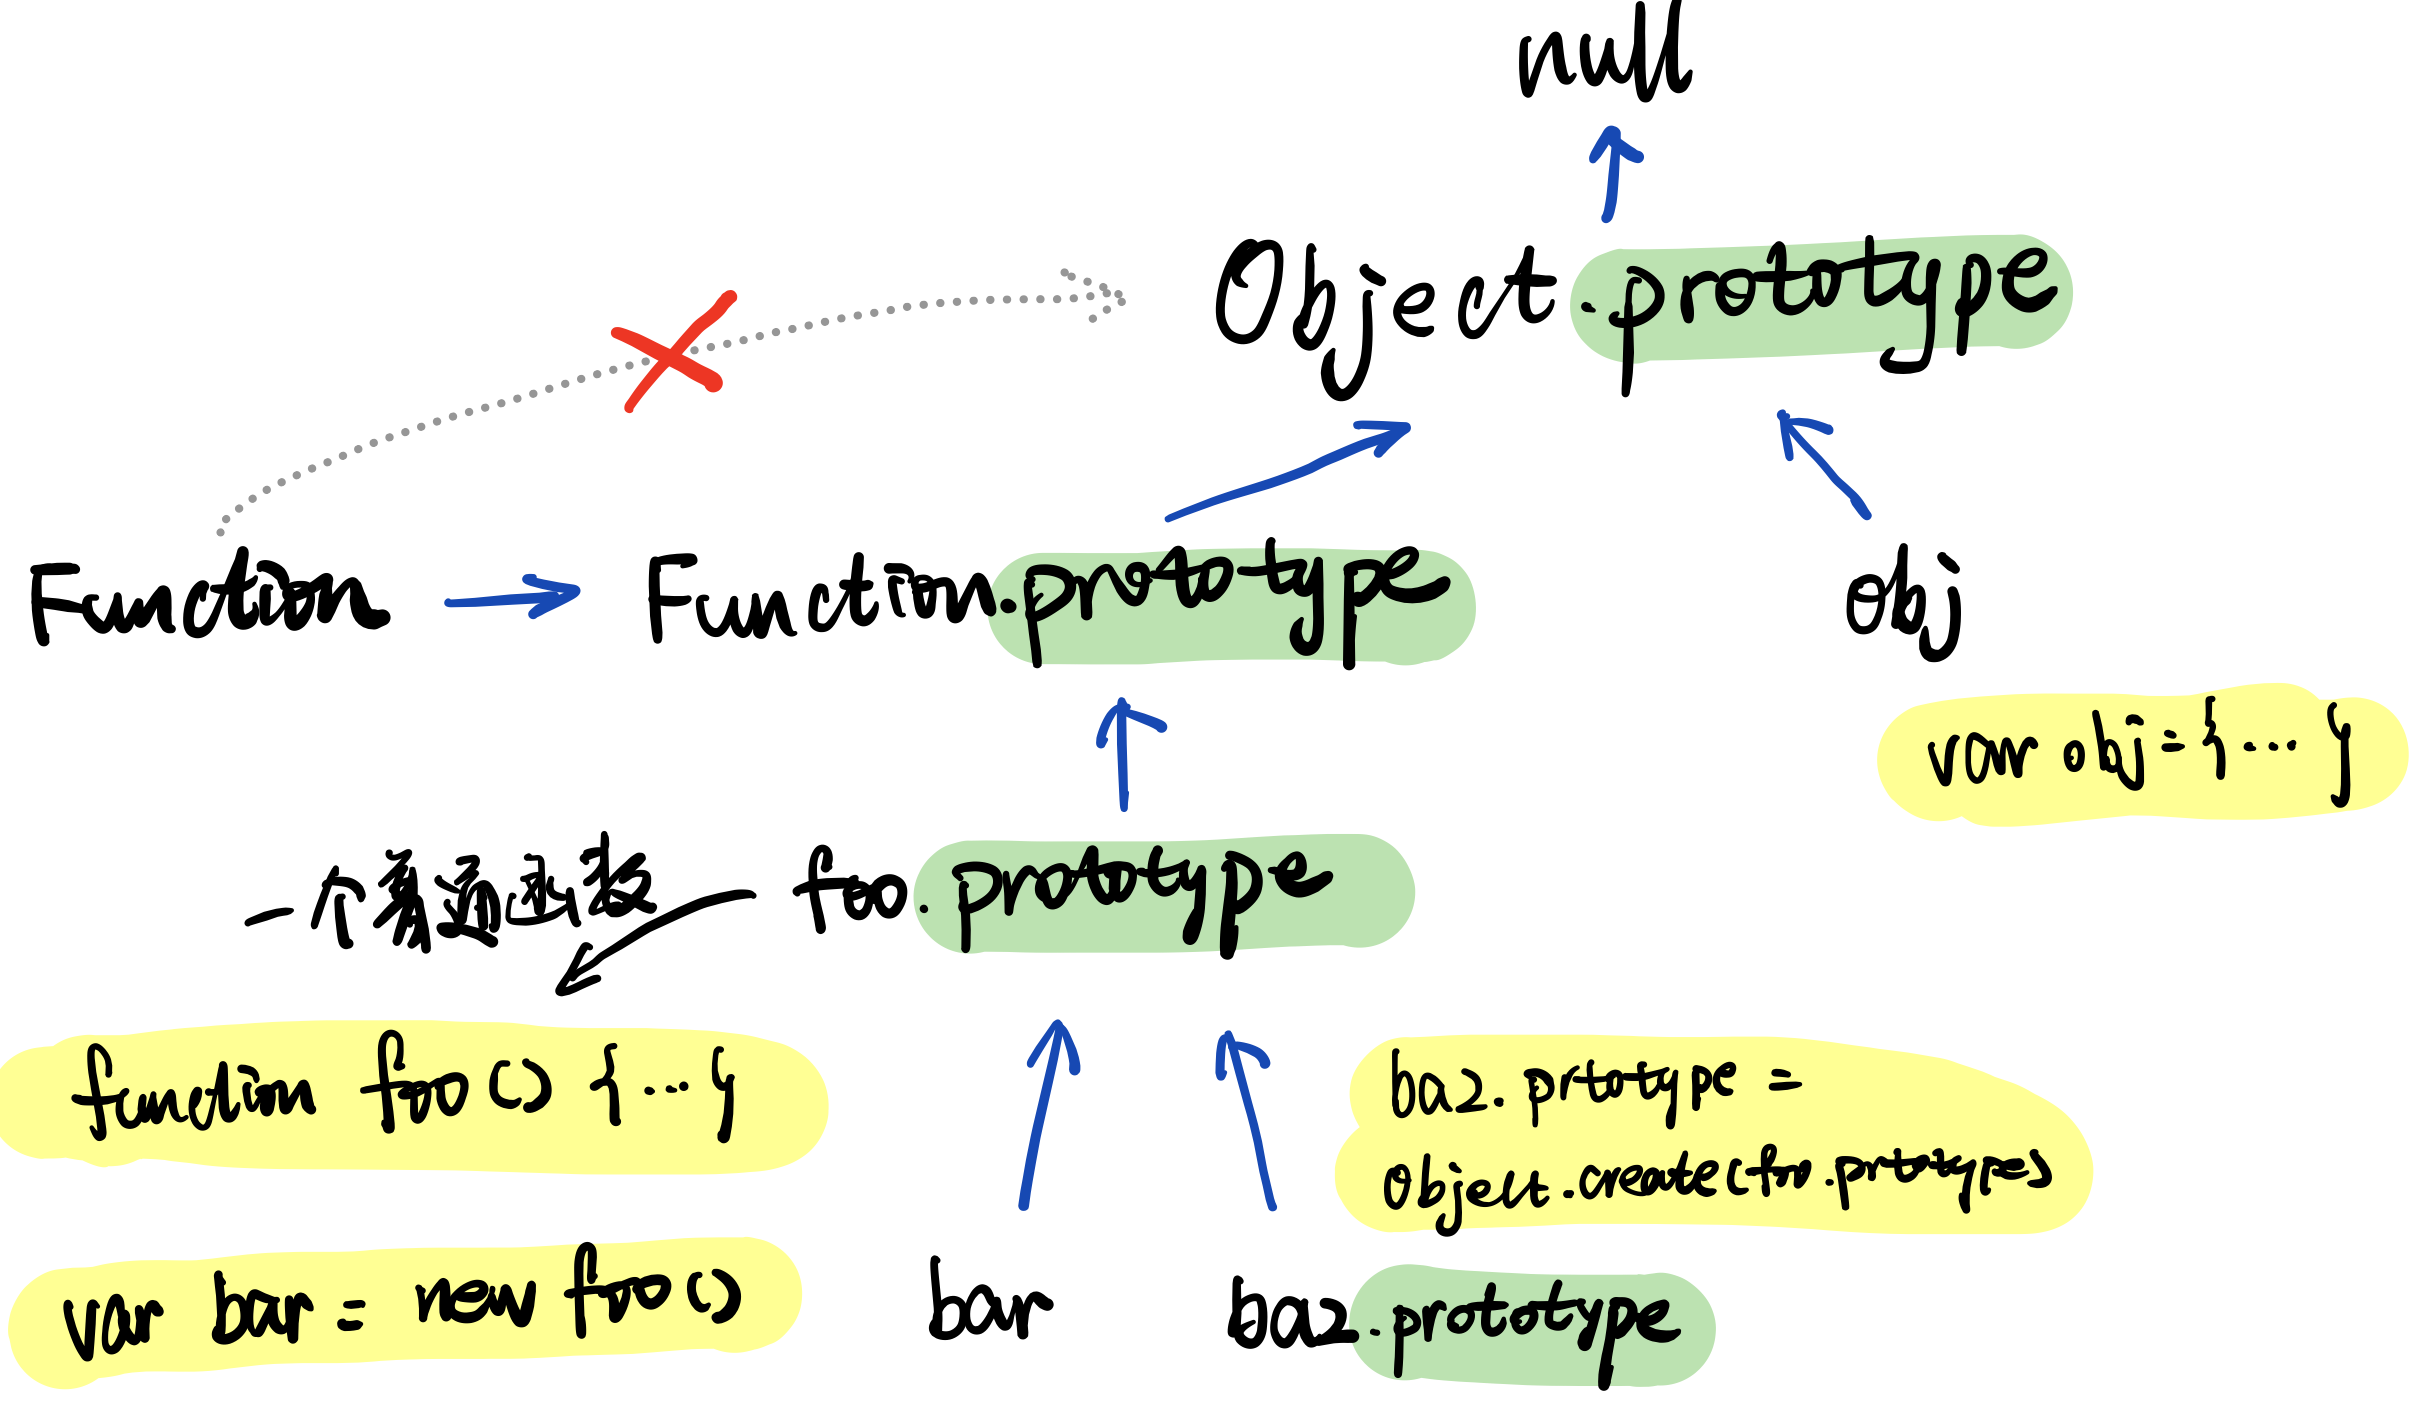 null
Object.prototype
Function
Function.prototype
obj
var obj={... }
一个普通函数
foo.prototype
function foo() {... }
baz.prtotype =
Object.create(foo.prototype)
var bar = new foo()
bar
baz.prototype